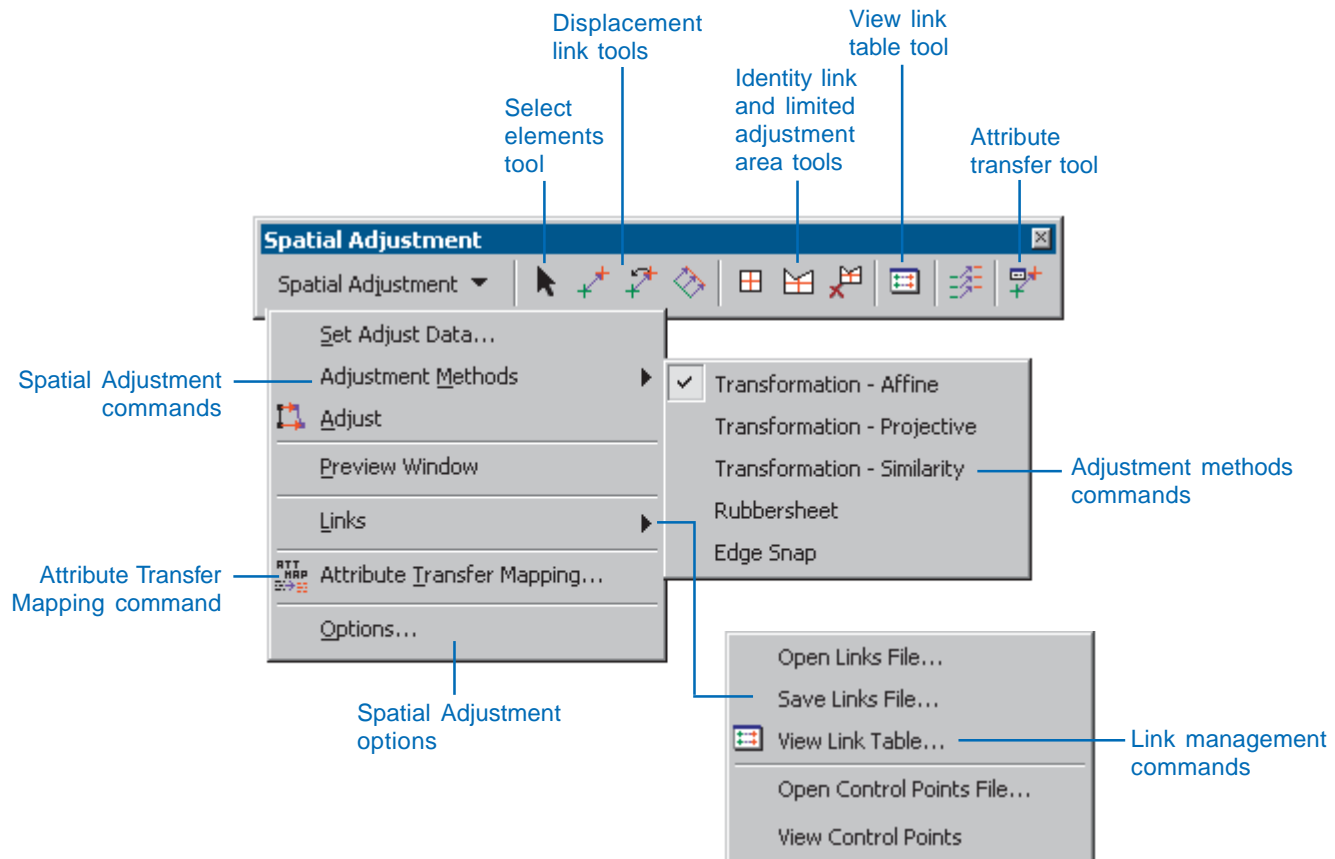 Displacement
link tools
View link
table tool
Identity link
and limited
adjustment
area tools
Select
elements
tool
Attribute
transfer tool
Spatial Adjustment
Spatial Adjustment
Set Adjust Data...
Spatial Adjustment
commands
Adjustment Methods
Adjust
Preview Window
Links
Attribute Transfer
Mapping command
ATT
MAP
Attribute Transfer Mapping...
Options...
Spatial Adjustment
options
Transformation - Affine
Transformation - Projective
Transformation - Similarity
Rubbersheet
Edge Snap
Adjustment methods
commands
Open Links File...
Save Links File...
View Link Table...
Open Control Points File...
View Control Points
Link management
commands